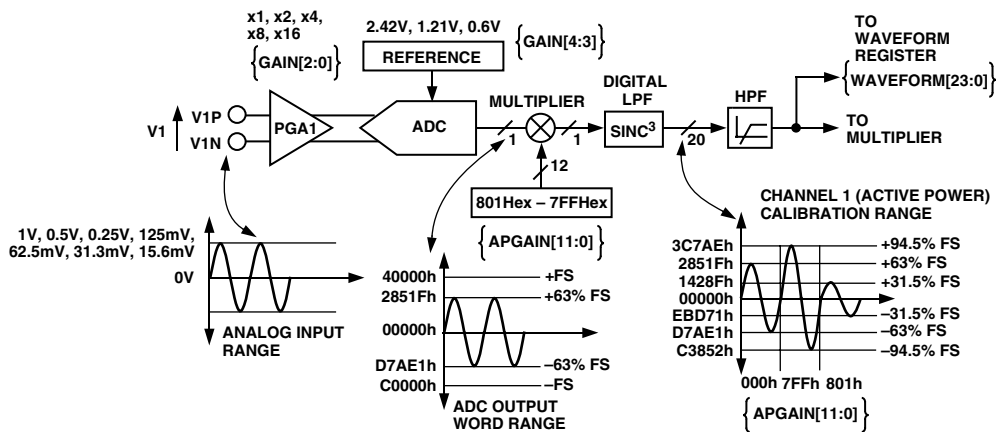 x1, x2, x4,
x8, x16
{GAIN[2:0]}
2.42V, 1.21V, 0.6V
{GAIN[4:3]}
REFERENCE
TO
WAVEFORM
REGISTER
{WAVEFORM[23:0]}
V1
V1P
V1N
PGA1
ADC
MULTIPLIER
1
1
12
DIGITAL
LPF
SINC3
20
HPF
TO
MULTIPLIER
801Hex – 7FFHex
{APGAIN[11:0]}
1V, 0.5V, 0.25V, 125mV,
62.5mV, 31.3mV, 15.6mV
0V
ANALOG INPUT
RANGE
40000h +FS
2851Fh +63% FS
00000h
D7AE1h –63% FS
C0000h –FS
ADC OUTPUT
WORD RANGE
CHANNEL 1 (ACTIVE POWER)
CALIBRATION RANGE
3C7AEh +94.5% FS
2851Fh +63% FS
1428Fh +31.5% FS
00000h
EBD71h –31.5% FS
D7AE1h –63% FS
C3852h –94.5% FS
000h 7FFh 801h
{APGAIN[11:0]}